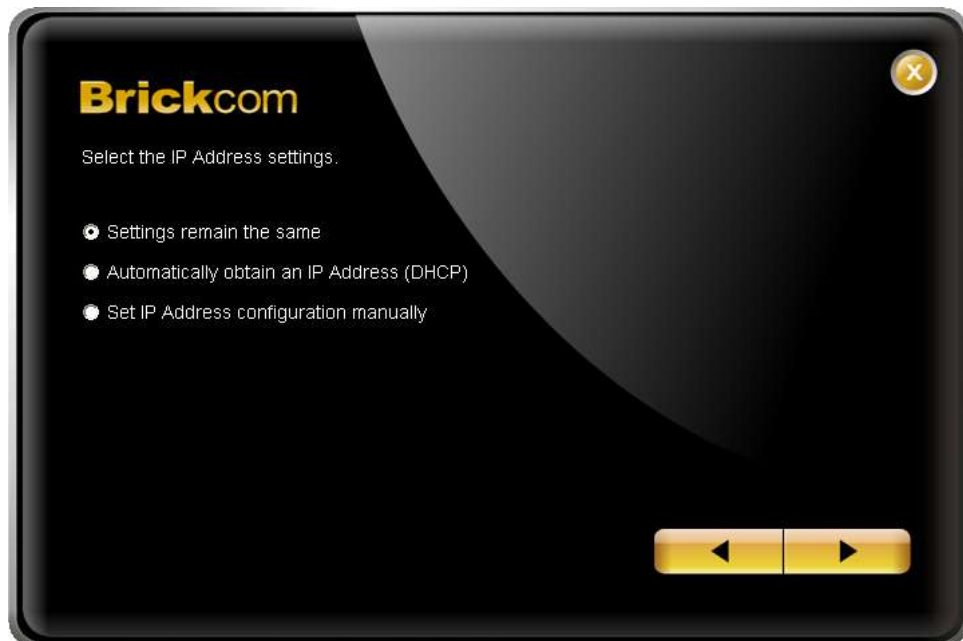 Brickcom
Select the IP Address settings.
Settings remain the same
Automatically obtain an IP Address (DHCP)
Set IP Address configuration manually